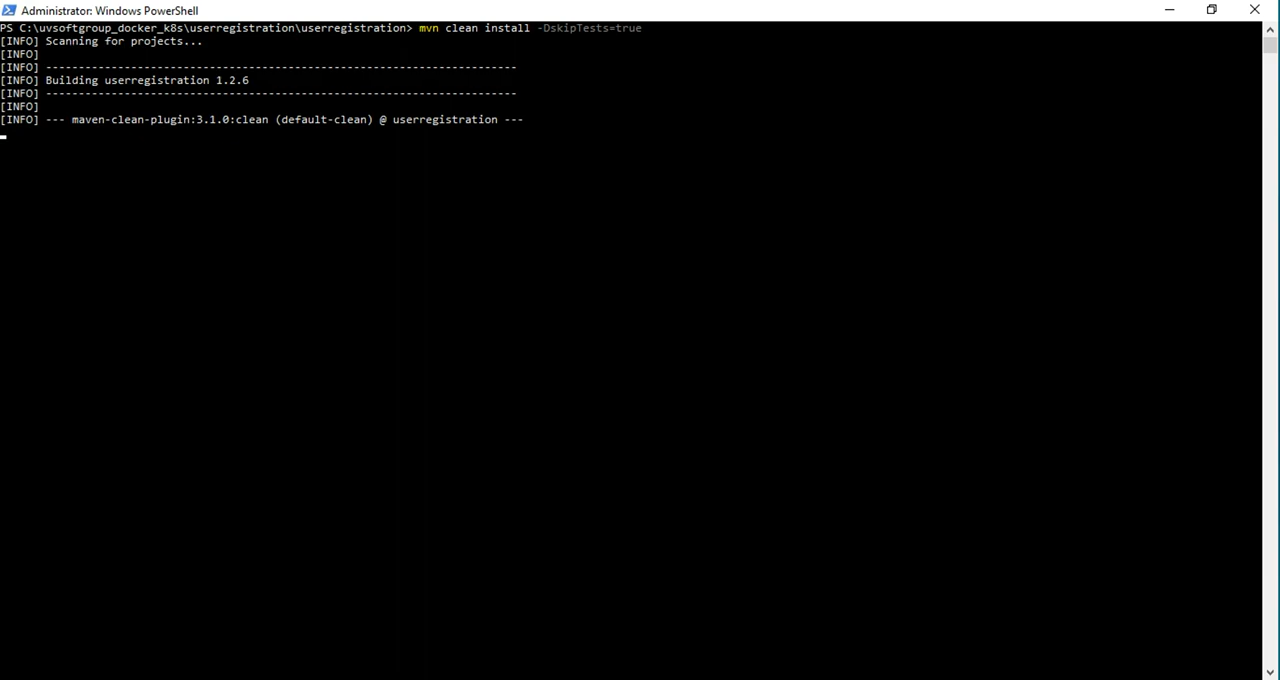 Administrator: Windows PowerShell
PS C:\uvsoftgroup_docker_k8s\userregistration\userregistration> mvn clean install -DskipTests=true
[INFO] Scanning for projects...
[INFO]
[INFO] ------------------------------------------------------------------------
[INFO] Building userregistration 1.2.6
[INFO] ------------------------------------------------------------------------
[INFO]
[INFO] --- maven-clean-plugin:3.1.0:clean (default-clean) @ userregistration ---